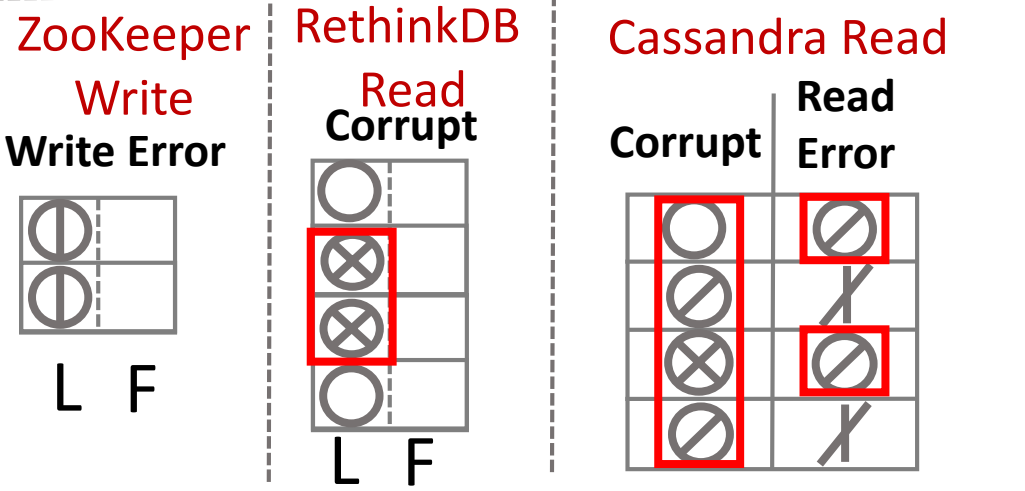 ZooKeeper
Write
Write Error
L F
RethinkDB
Read
Corrupt
L F
Cassandra Read
Corrupt
Read
Error